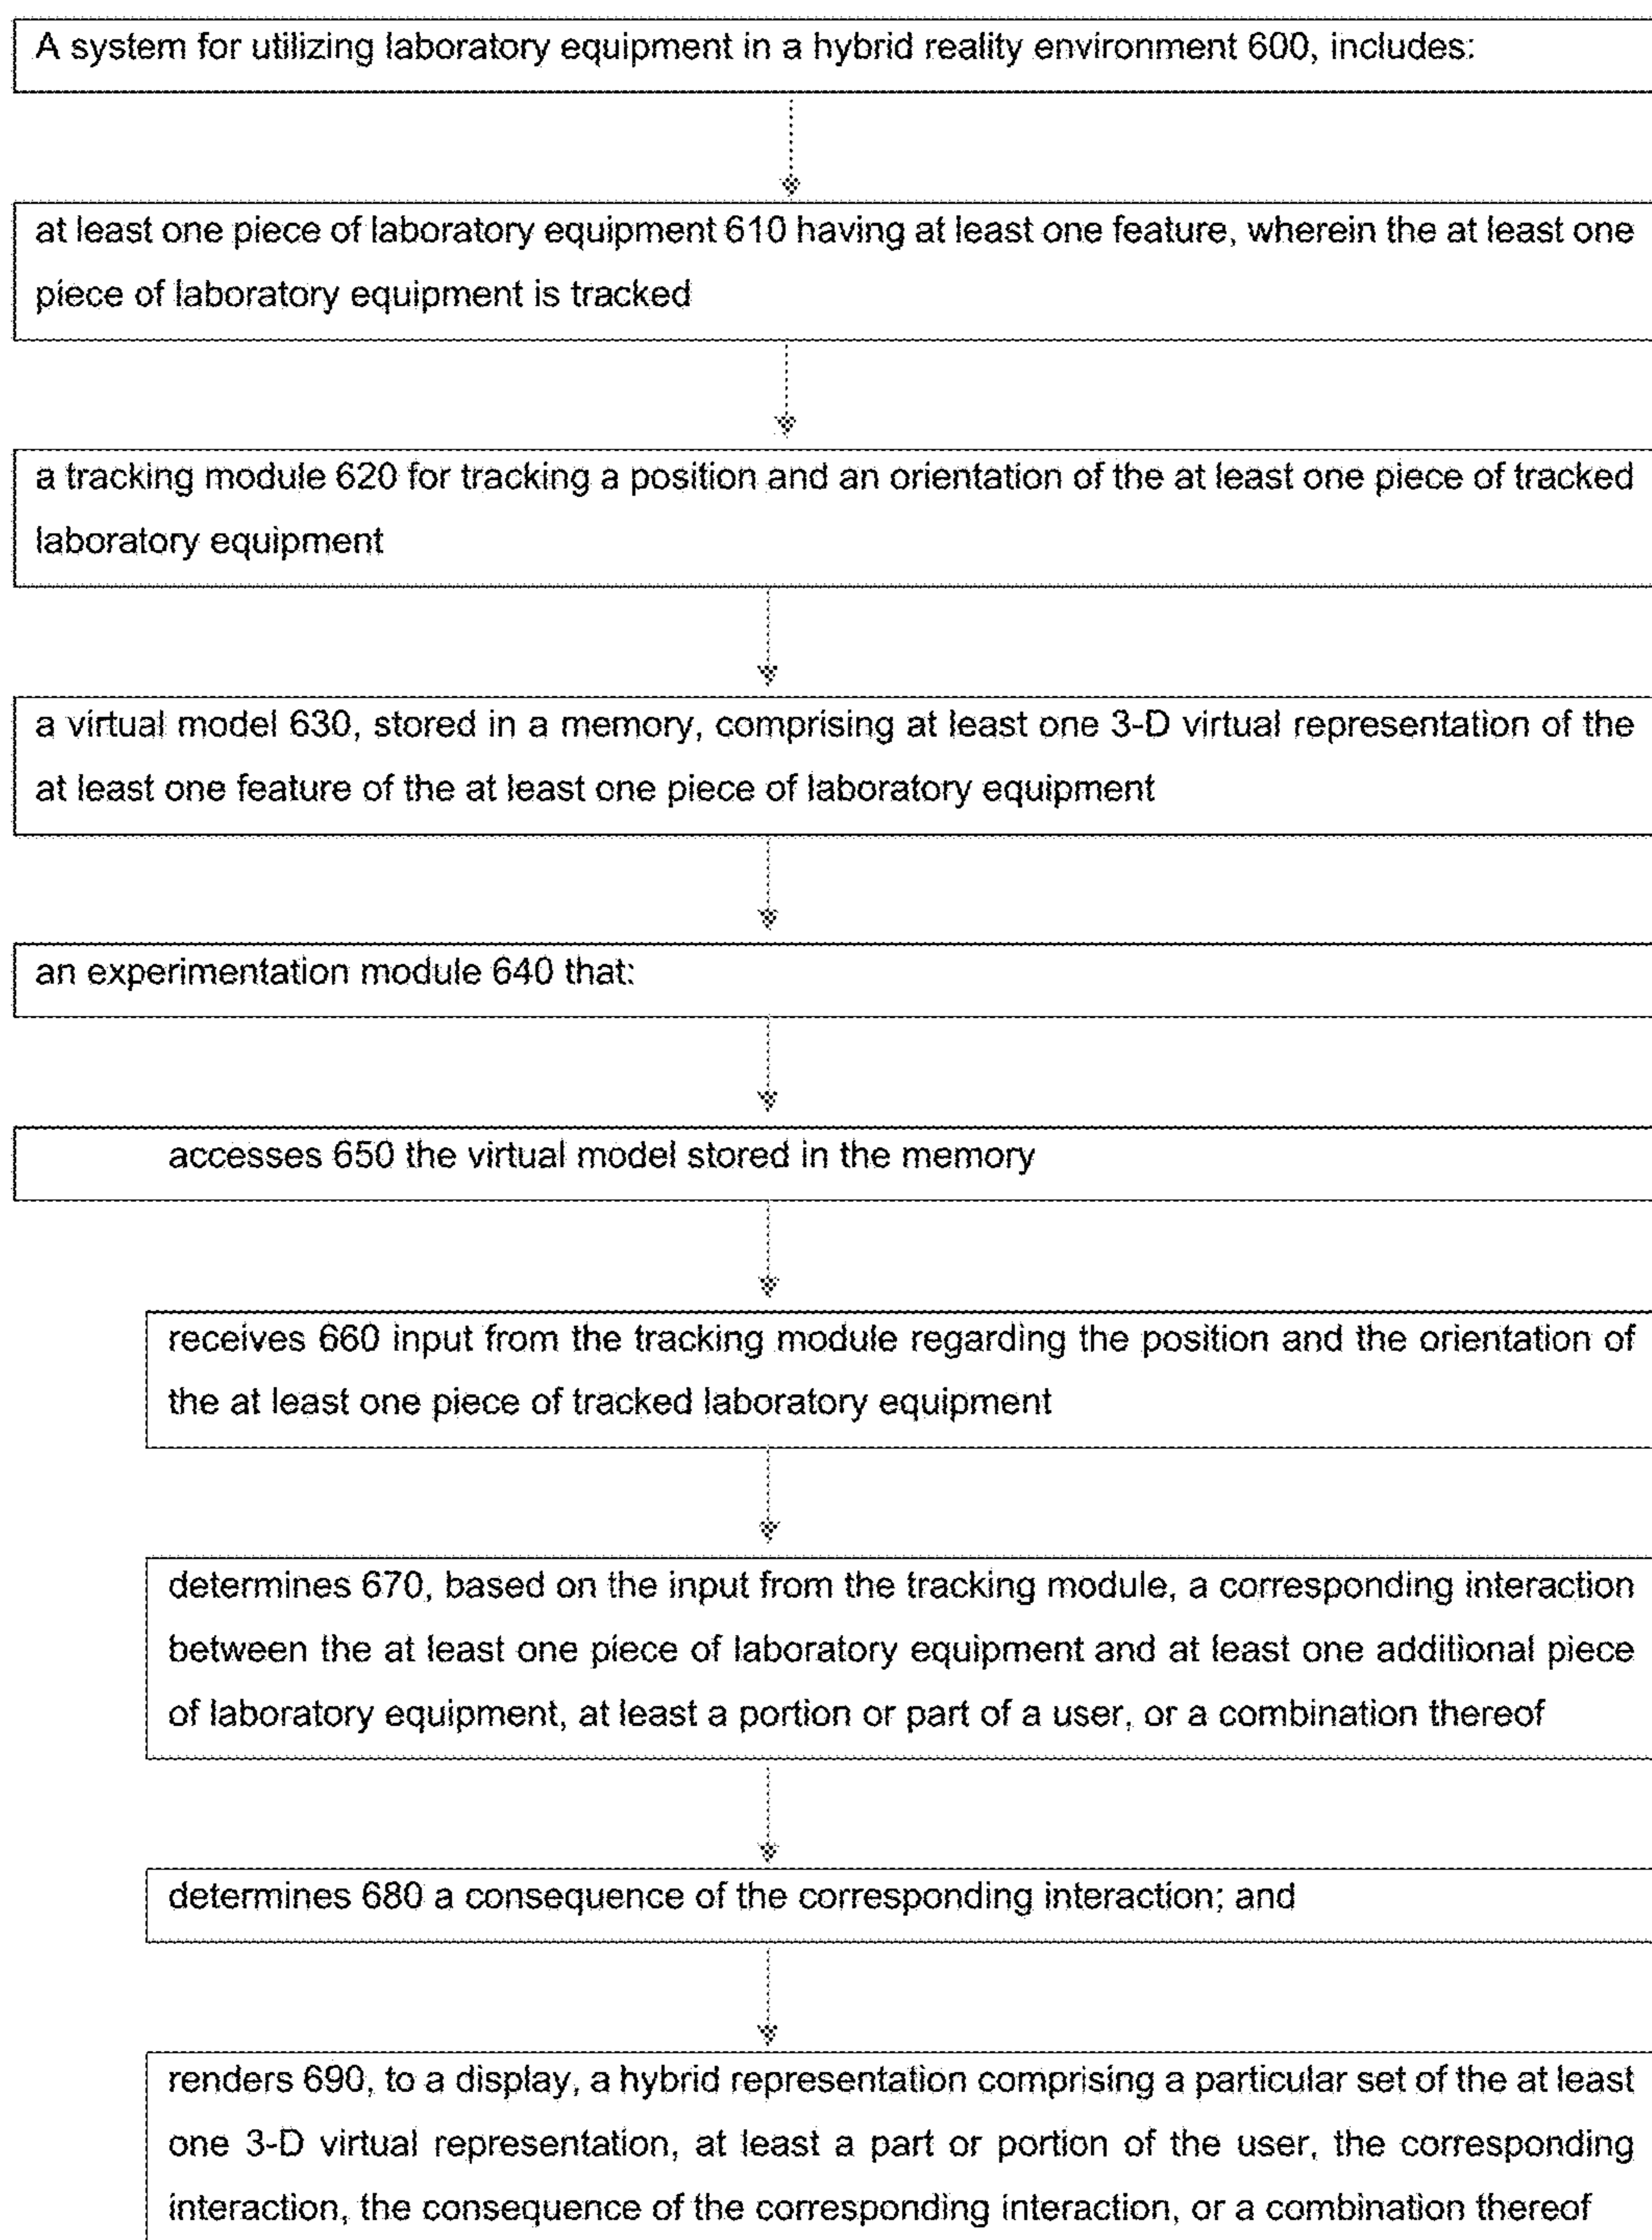 A system for utilizing laboratory equipment in a hybrid reality environment 600, includes:
at least one piece of laboratory equipment 610 having at least one feature, wherein the at least one
piece of laboratory equipment is tracked
a tracking module 620 for tracking a position and an orientation of the at least one piece of tracked
laboratory equipment
a virtual model 630, stored in a memory, comprising at least one 3-D virtual representation of the
at least one feature of the at least one piece of laboratory equipment
an experimentation module 640 that:
accesses 650 the virtual model stored in the memory
receives 660 input from the tracking module regarding the position and the orientation of
the at least one piece of tracked laboratory equipment
determines 670, based on the input from the tracking module, a corresponding interaction
between the at least one piece of laboratory equipment and at least one additional piece
of laboratory equipment, at least a portion or part of a user, or a combination thereof
determines 680 a consequence of the corresponding interaction; and
renders 690, to a display, a hybrid representation comprising a particular set of the at least
one 3-D virtual representation, at least a part or portion of the user, the corresponding
interaction, the consequence of the corresponding interaction, or a combination thereof